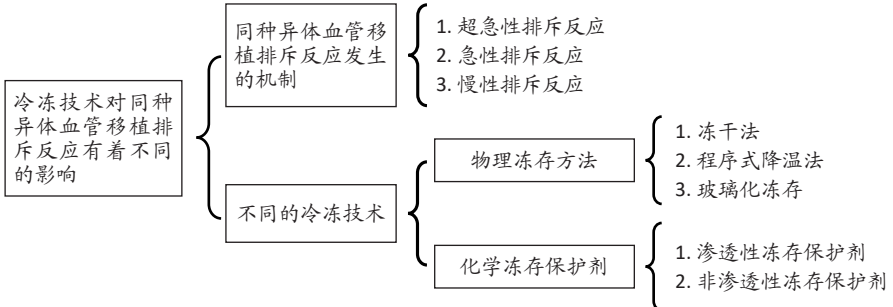 冷冻技术对同种
异体血管移植排
斥反应有着不同
的影响
同种异体血管移
植排斥反应发生
的机制
1. 超急性排斥反应
2. 急性排斥反应
3. 慢性排斥反应
不同的冷冻技术
物理冻存方法
1. 冻干法
2. 程序式降温法
3. 玻璃化冻存
化学冻存保护剂
1. 渗透性冻存保护剂
2. 非渗透性冻存保护剂